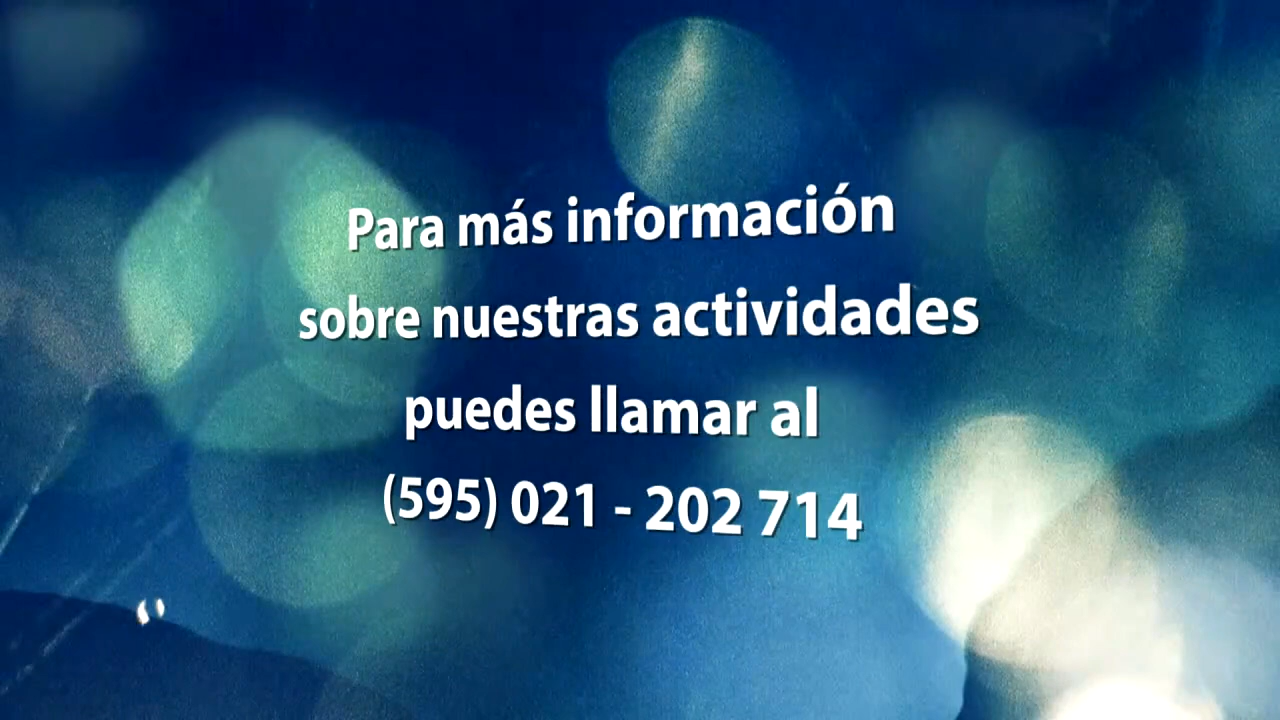 Para más información
sobre nuestras actividades
puedes llamar al
(595) 021 - 202 714